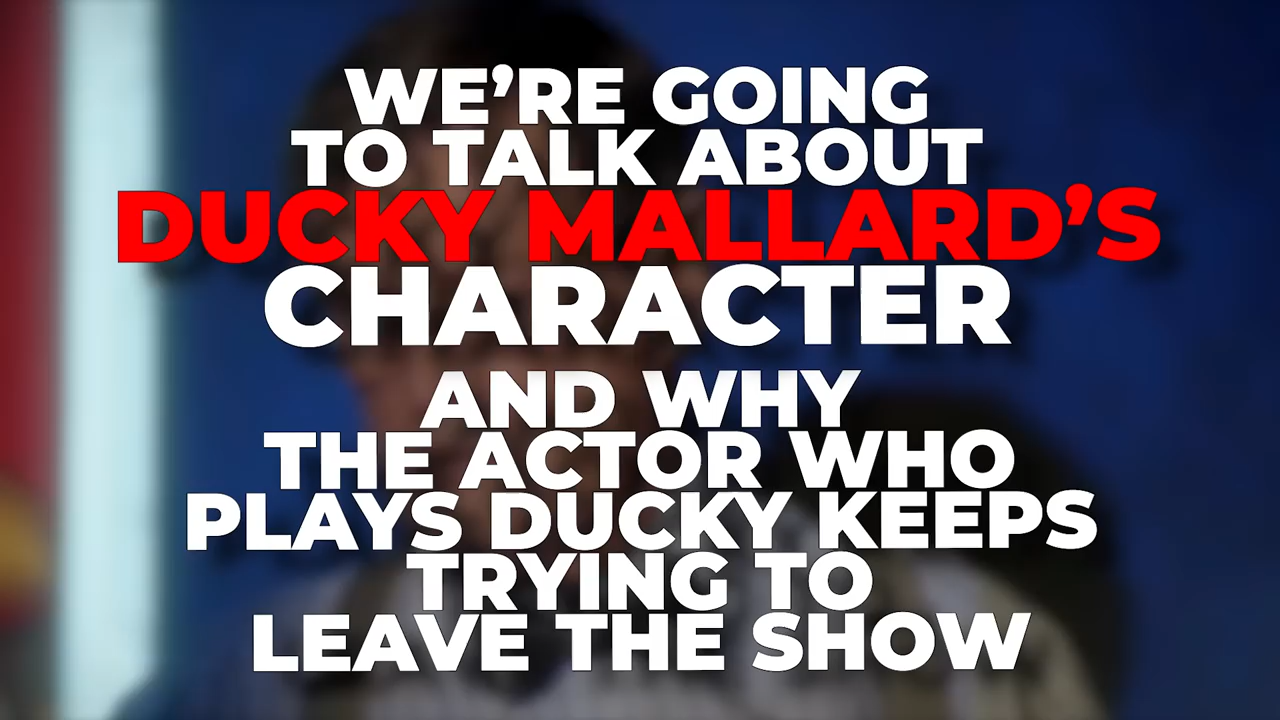 WE’RE GOING
TO TALK ABOUT
DUCKY MALLARD’S
CHARACTER
AND WHY
THE ACTOR WHO
PLAYS DUCKY KEEPS
TRYING TO
LEAVE THE SHOW